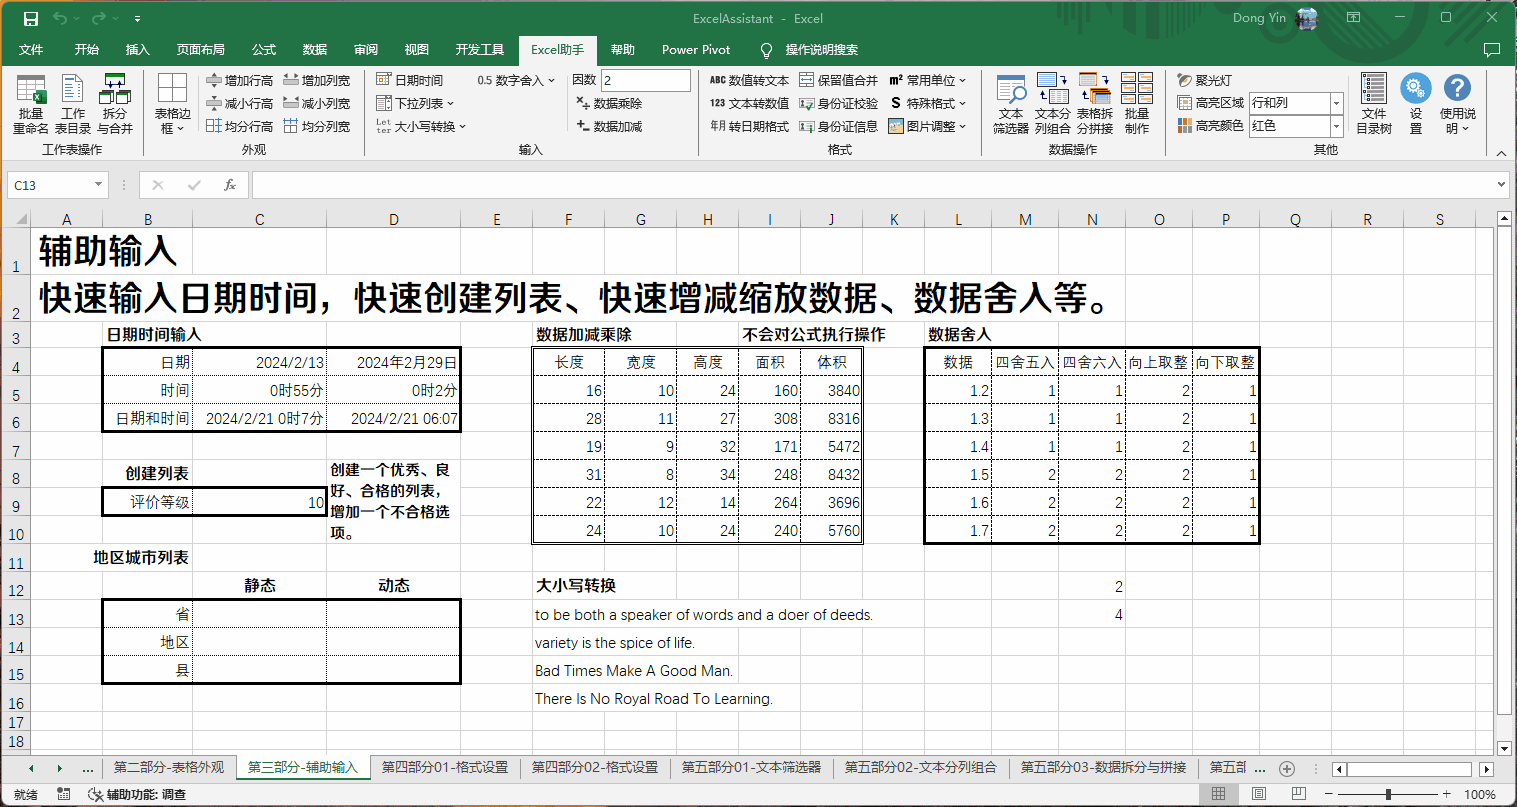 ExcelAssistant - Excel
Dong Yin
文件 开始 插入 页面布局 公式 数据 审阅 视图 开发工具 Excel助手 帮助 Power Pivot 操作说明搜索
批量重命名 工作表目录 拆分与合并 工作表操作
表格边框 增加行高 增加列宽 减小行高 减小列宽 均分行高 均分列宽 外观
日期时间 0.5 数字舍入 因数 2
下拉列表 数据乘除
Letter 大小写转换 数据加减
输入
ABC 数值转文本 保留值合并 m² 常用单位
123 文本转数值 身份证校验 S 特殊格式
年月 转日期格式 身份证信息 图片调整
格式
文本筛选器 文本分列组合 表格拆分拼接 批量制作 数据操作
聚光灯
高亮区域 行和列
高亮颜色 红色
文件目录树 设置 使用说明
其他
C13 fx
A B C D E F G H I J K L M N O P Q R S
1 辅助输入
2 快速输入日期时间，快速创建列表、快速增减缩放数据、数据舍入等。
3 日期时间输入 数据加减乘除 不会对公式执行操作 数据舍入
4 日期 2024/2/13 2024年2月29日 长度 宽度 高度 面积 体积 数据 四舍五入 四舍六入 向上取整 向下取整
5 时间 0时55分 0时2分 16 10 24 160 3840 1.2 1 1 2 1
6 日期和时间 2024/2/21 0时7分 2024/2/21 06:07 28 11 27 308 8316 1.3 1 1 2 1
7 19 9 32 171 5472 1.4 1 1 2 1
8 创建列表 创建一个优秀、良好、合格的列表，增加一个不合格选项。 31 8 34 248 8432 1.5 2 2 2 1
9 评价等级 10 22 12 14 264 3696 1.6 2 2 2 1
10 24 10 24 240 5760 1.7 2 2 2 1
11 地区城市列表
12 静态 动态 大小写转换 2
13 省 to be both a speaker of words and a doer of deeds. 4
14 地区 variety is the spice of life.
15 县 Bad Times Make A Good Man.
16 There Is No Royal Road To Learning.
17
18
... 第二部分-表格外观 第三部分-辅助输入 第四部分01-格式设置 第四部分02-格式设置 第五部分01-文本筛选器 第五部分02-文本分列组合 第五部分03-数据拆分与拼接 第五部 ...
就绪 辅助功能: 调查 100%